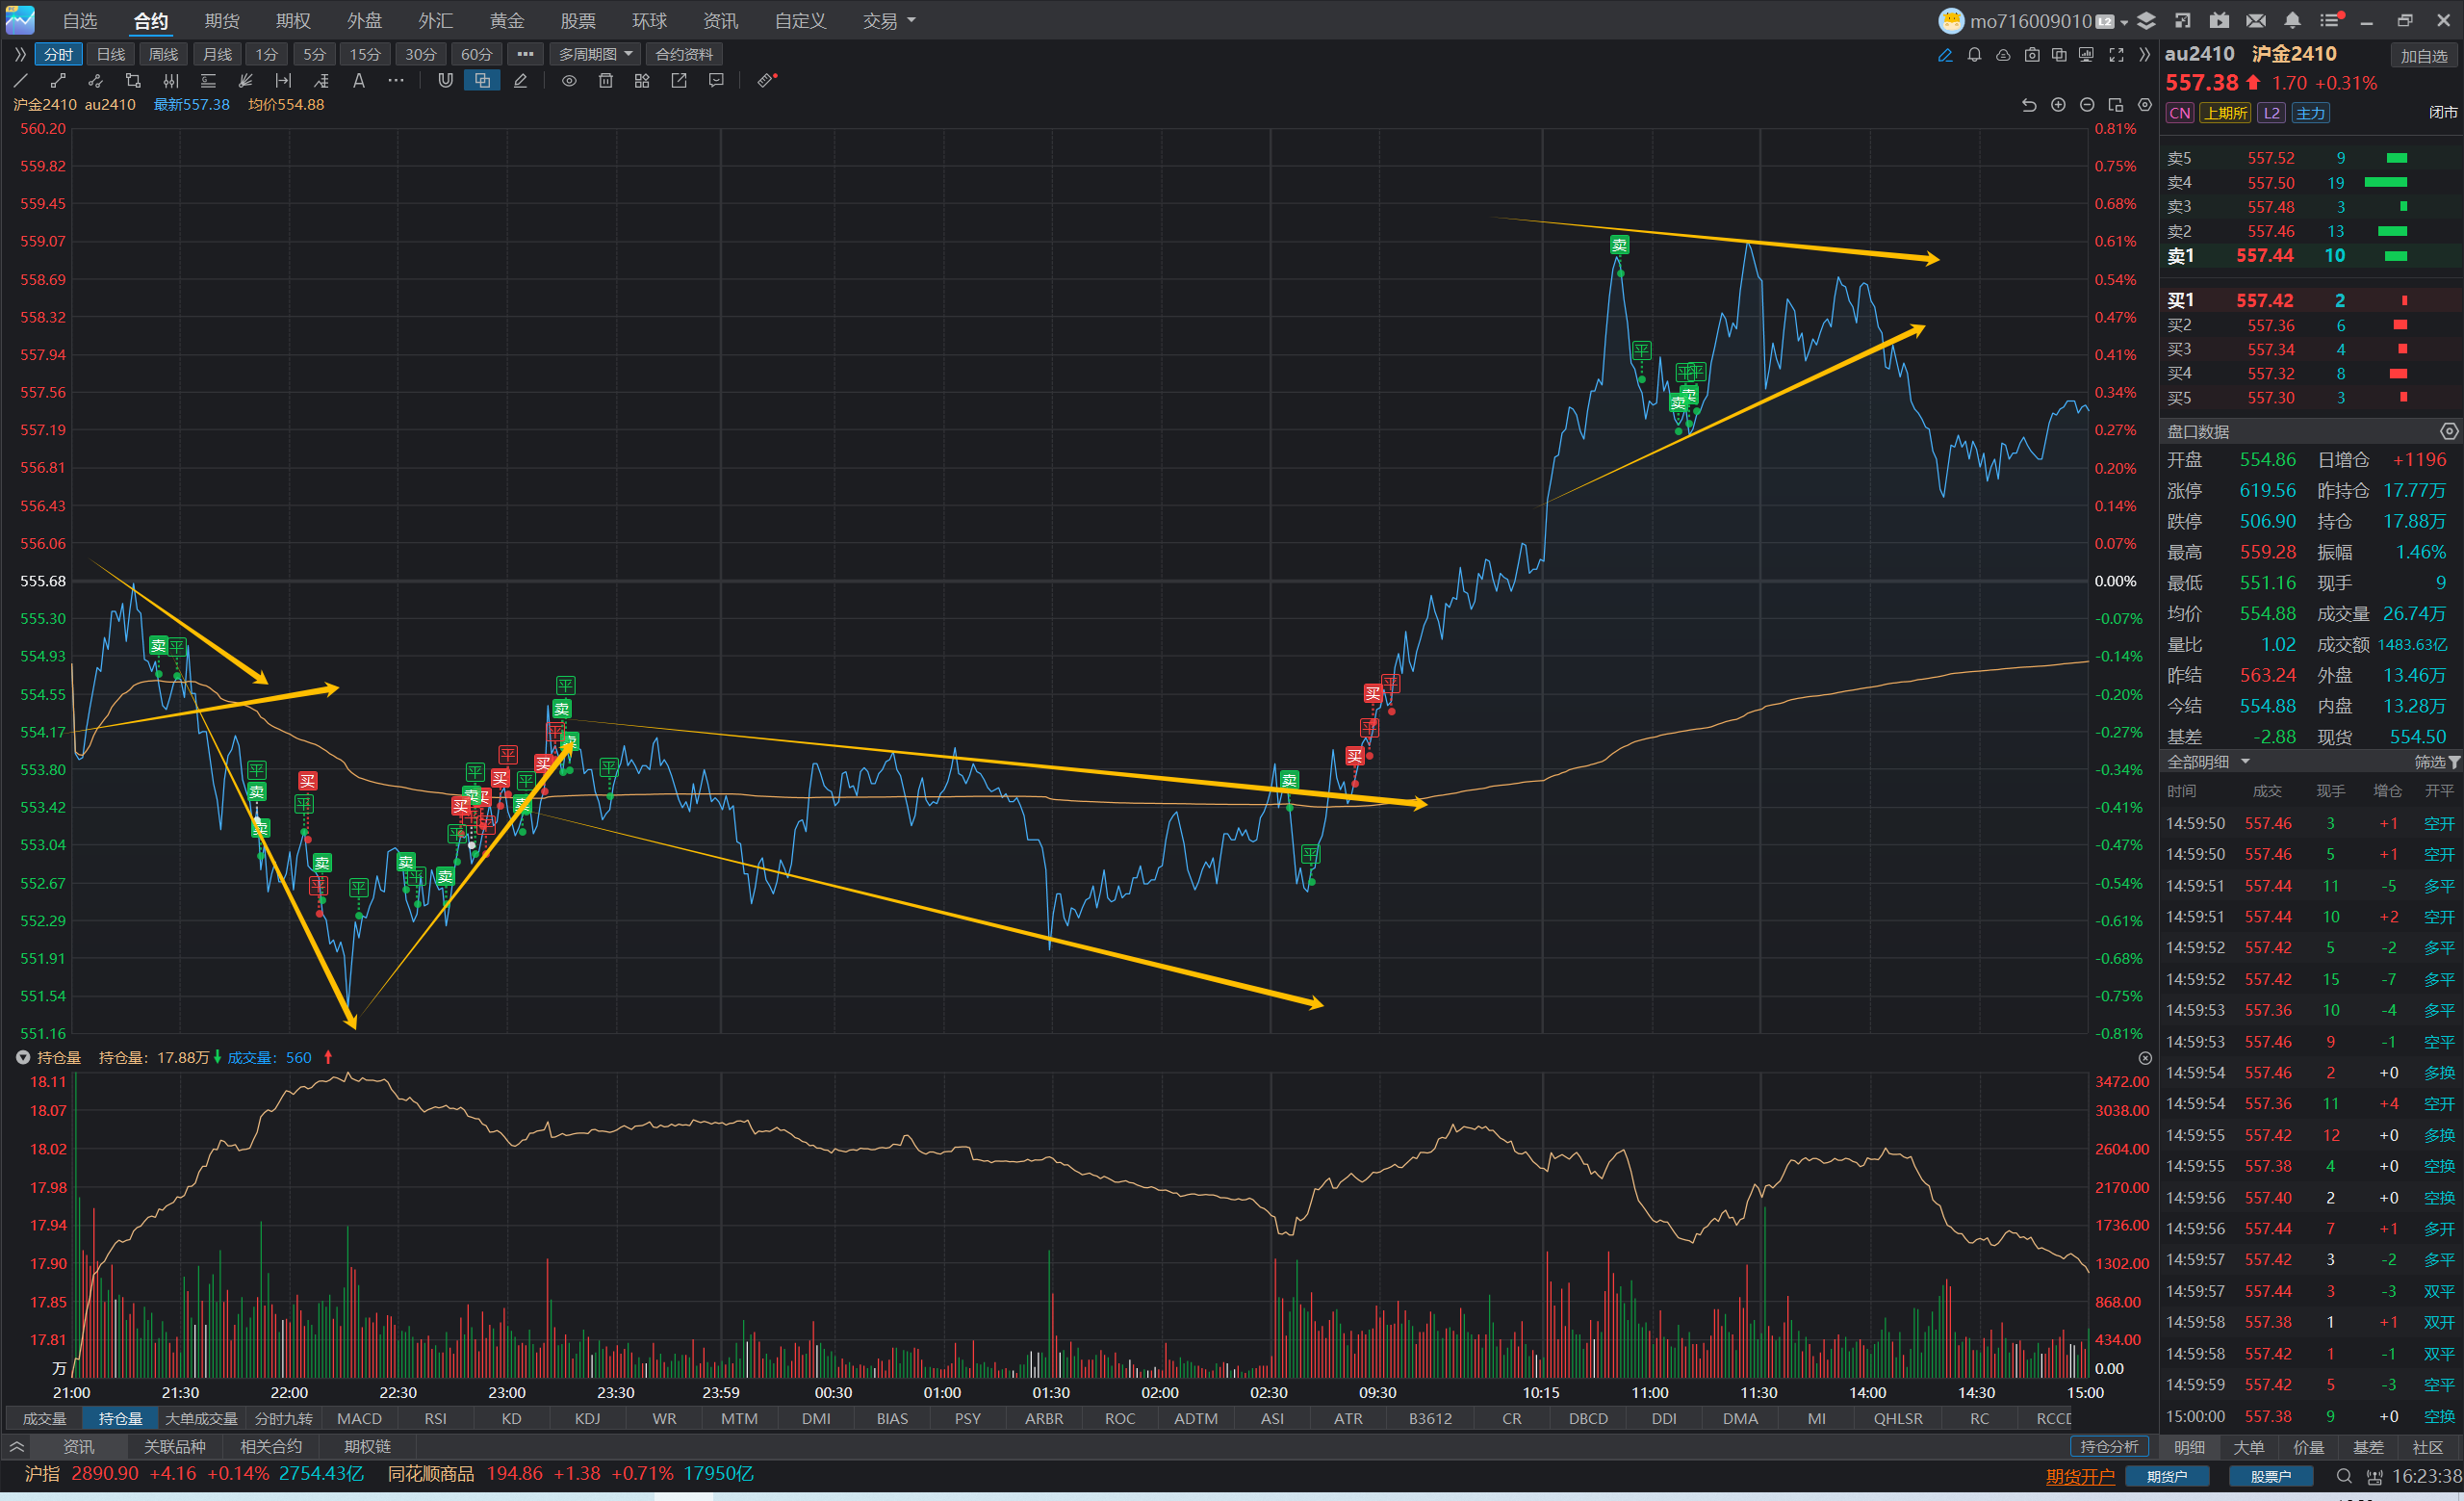 自选 合约 期货 期权 外盘 外汇 黄金 股票 环球 资讯 自定义 交易 mo716009010 L2
分时 日线 周线 月线 1分 5分 15分 30分 60分 ••• 多周期图 合约资料
沪金2410 au2410 最新557.38 均价554.88
560.20 0.81%
559.82 0.75%
559.45 0.68%
559.07 0.61%
558.69 0.54%
558.32 0.47%
557.94 0.41%
557.56 0.34%
557.19 0.27%
556.81 0.20%
556.43 0.14%
556.06 0.07%
555.68 0.00%
555.30 -0.07%
554.93 -0.14%
554.55 -0.20%
554.17 -0.27%
553.80 -0.34%
553.42 -0.41%
553.04 -0.47%
552.67 -0.54%
552.29 -0.61%
551.91 -0.68%
551.54 -0.75%
551.16 -0.81%
持仓量 持仓量：17.88万 成交量：560
18.11 3472.00
18.07 3038.00
18.02 2604.00
17.98 2170.00
17.94 1736.00
17.90 1302.00
17.85 868.00
17.81 434.00
万 0.00
21:00 21:30 22:00 22:30 23:00 23:30 23:59 00:30 01:00 01:30 02:00 02:30 09:30 10:15 11:00 11:30 14:00 14:30 15:00
成交量 持仓量 大单成交量 分时九转 MACD RSI KD KDJ WR MTM DMI BIAS PSY ARBR ROC ADTM ASI ATR B3612 CR DBCD DDI DMA MI QHLSR RC RCCD
资讯 关联品种 相关合约 期权链 持仓分析
au2410 沪金2410 加自选
557.38 1.70 +0.31%
CN 上期所 L2 主力 闭市
卖5 557.52 9
卖4 557.50 19
卖3 557.48 3
卖2 557.46 13
卖1 557.44 10
买1 557.42 2
买2 557.36 6
买3 557.34 4
买4 557.32 8
买5 557.30 3
盘口数据
开盘 554.86 日增仓 +1196
涨停 619.56 昨持仓 17.77万
跌停 506.90 持仓 17.88万
最高 559.28 振幅 1.46%
最低 551.16 现手 9
均价 554.88 成交量 26.74万
量比 1.02 成交额 1483.63亿
昨结 563.24 外盘 13.46万
今结 554.88 内盘 13.28万
基差 -2.88 现货 554.50
全部明细 筛选
时间 成交 现手 增仓 开平
14:59:50 557.46 3 +1 空开
14:59:50 557.46 5 +1 空开
14:59:51 557.44 11 -5 多平
14:59:51 557.44 10 +2 空开
14:59:52 557.42 5 -2 多平
14:59:52 557.42 15 -7 多平
14:59:53 557.36 10 -4 多平
14:59:53 557.46 9 -1 空平
14:59:54 557.46 2 +0 多换
14:59:54 557.36 11 +4 空开
14:59:55 557.42 12 +0 多换
14:59:55 557.38 4 +0 空换
14:59:56 557.40 2 +0 空换
14:59:56 557.44 7 +1 多开
14:59:57 557.42 3 -2 多平
14:59:57 557.44 3 -3 双平
14:59:58 557.38 1 +1 双开
14:59:58 557.42 1 -1 双平
14:59:59 557.42 5 -3 空平
15:00:00 557.38 9 +0 空换
明细 大单 价量 基差 社区
沪指 2890.90 +4.16 +0.14% 2754.43亿 同花顺商品 194.86 +1.38 +0.71% 17950亿 期货开户 期货户 股票户 16:23:38